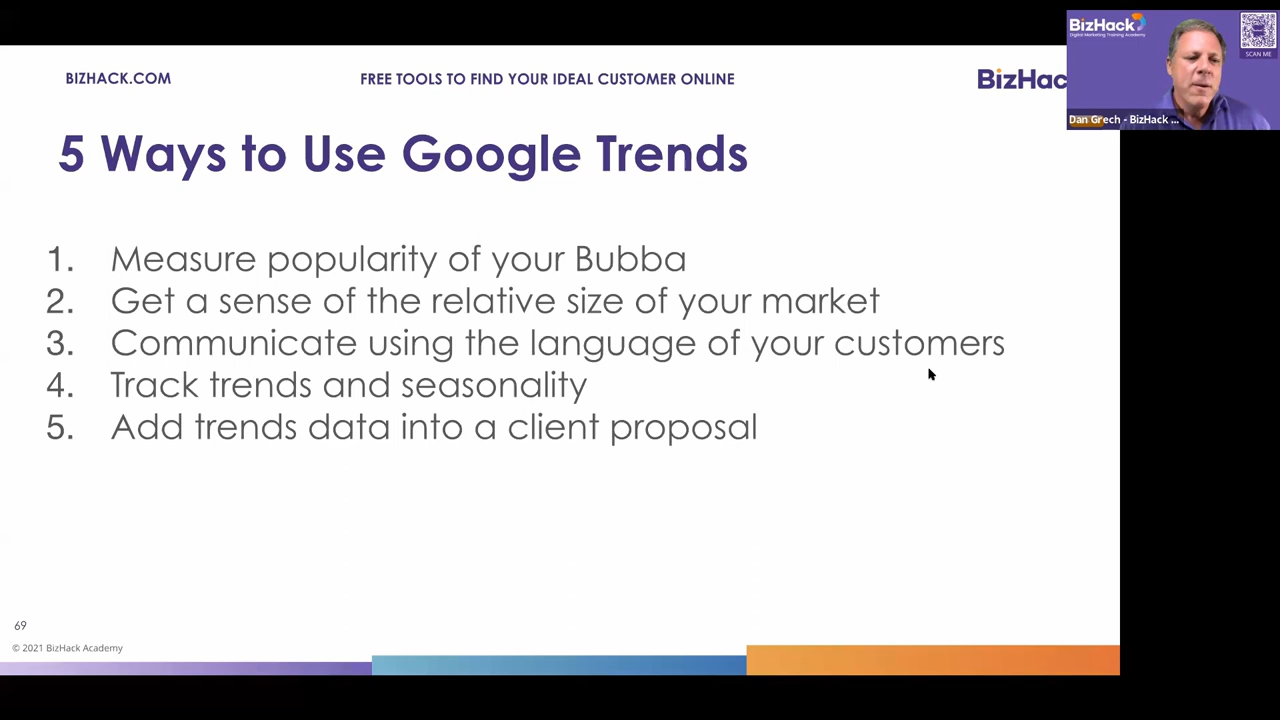 BIZHACK.COM
FREE TOOLS TO FIND YOUR IDEAL CUSTOMER ONLINE
BizHac
BizHack
Digital Marketing Training Academy
SCAN ME
Dan Grech - BizHack ...
5 Ways to Use Google Trends
1. Measure popularity of your Bubba
2. Get a sense of the relative size of your market
3. Communicate using the language of your customers
4. Track trends and seasonality
5. Add trends data into a client proposal
69
© 2021 BizHack Academy